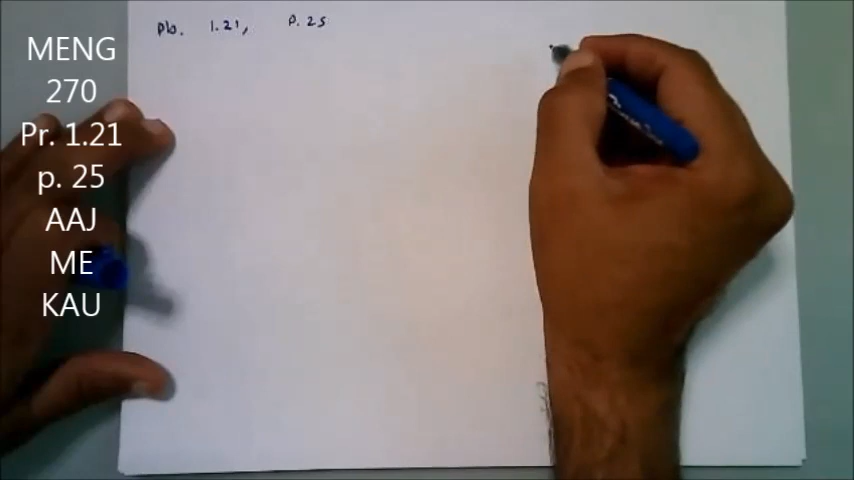 MENG
270
Pr. 1.21
p. 25
AAJ
ME
KAU
Pb. 1.21, P. 25